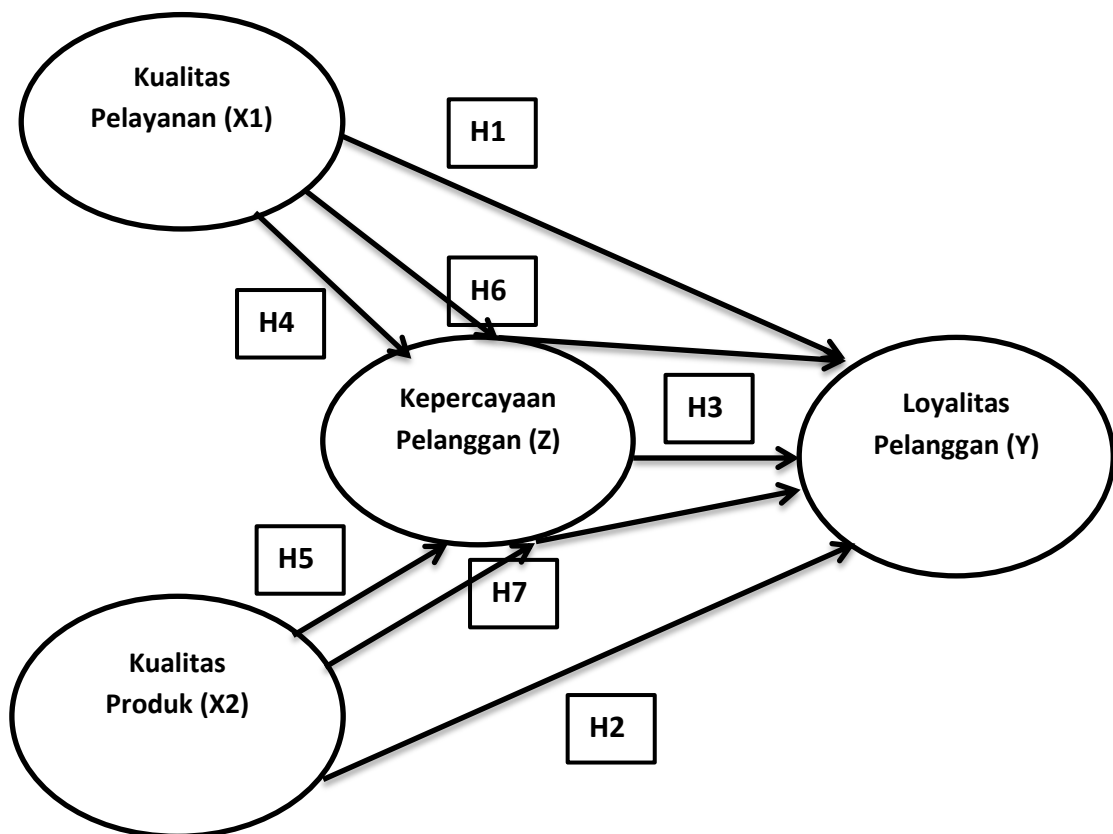 Kualitas
Pelayanan (X1)
H1
H6
H4
Kepercayaan
Pelanggan (Z)
H3
Loyalitas
Pelanggan (Y)
H5
H7
Kualitas
Produk (X2)
H2